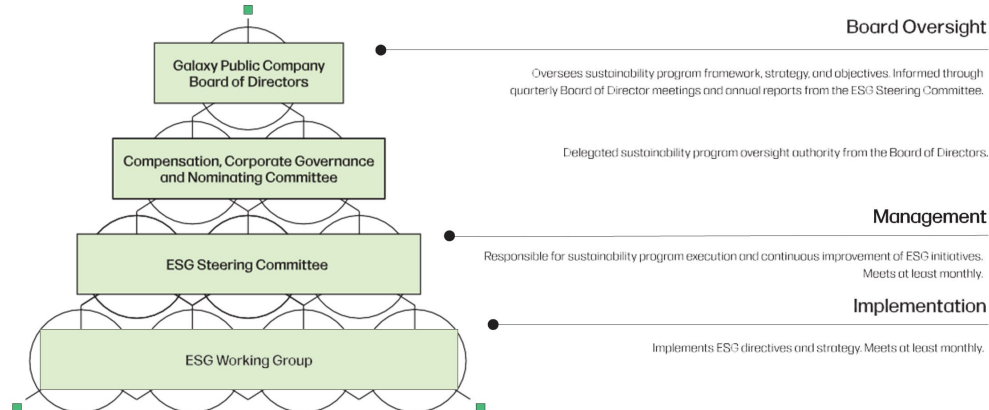 Board Oversight
Galaxy Public Company
Board of Directors
Oversees sustainability program framework, strategy, and objectives. Informed through
quarterly Board of Director meetings and annual reports from the ESG Steering Committee.
Compensation, Corporate Governance
and Nominating Committee
Delegated sustainability program oversight authority from the Board of Directors.
Management
ESG Steering Committee
Responsible for sustainability program execution and continuous improvement of ESG initiatives.
Meets at least monthly.
Implementation
ESG Working Group
Implements ESG directives and strategy. Meets at least monthly.